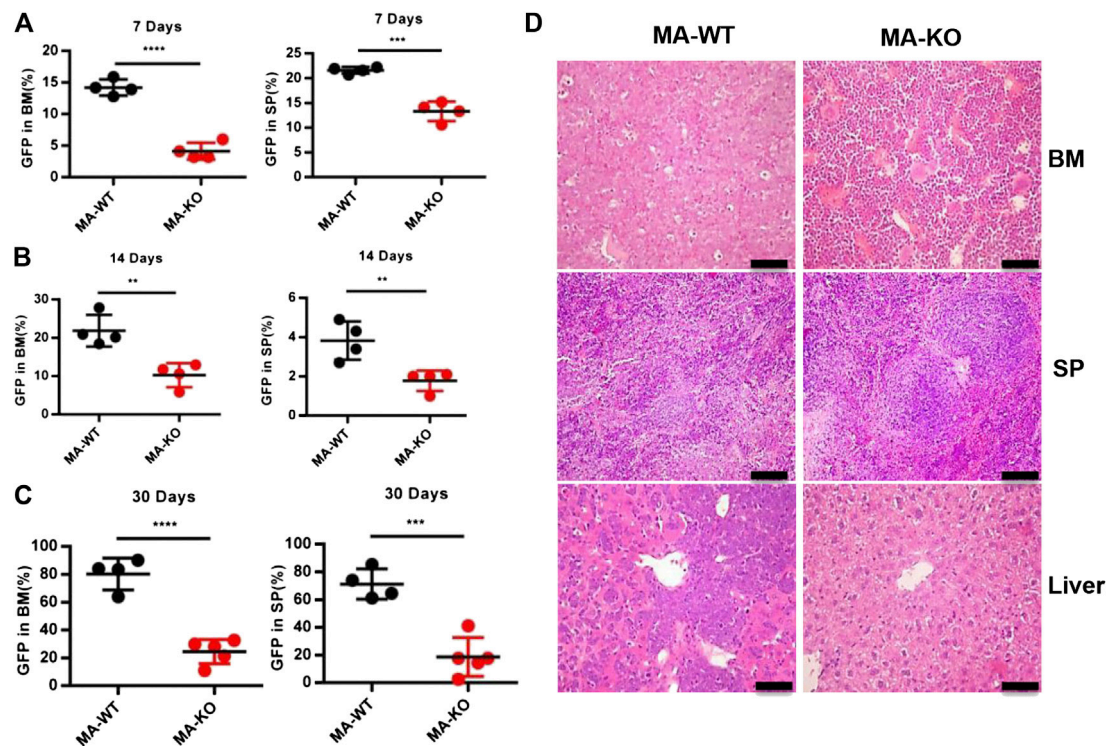 A
7 Days
****
GFP in BM(%)
20
15
10
5
0
MA-WT
MA-KO
7 Days
***
GFP in SP(%)
25
20
15
10
5
0
MA-WT
MA-KO
B
14 Days
**
GFP in BM(%)
30
20
10
0
MA-WT
MA-KO
14 Days
**
GFP in SP(%)
6
4
2
0
MA-WT
MA-KO
C
30 Days
****
GFP in BM(%)
100
80
60
40
20
0
MA-WT
MA-KO
30 Days
***
GFP in SP(%)
100
80
60
40
20
0
MA-WT
MA-KO
D
MA-WT
MA-KO
BM
SP
Liver